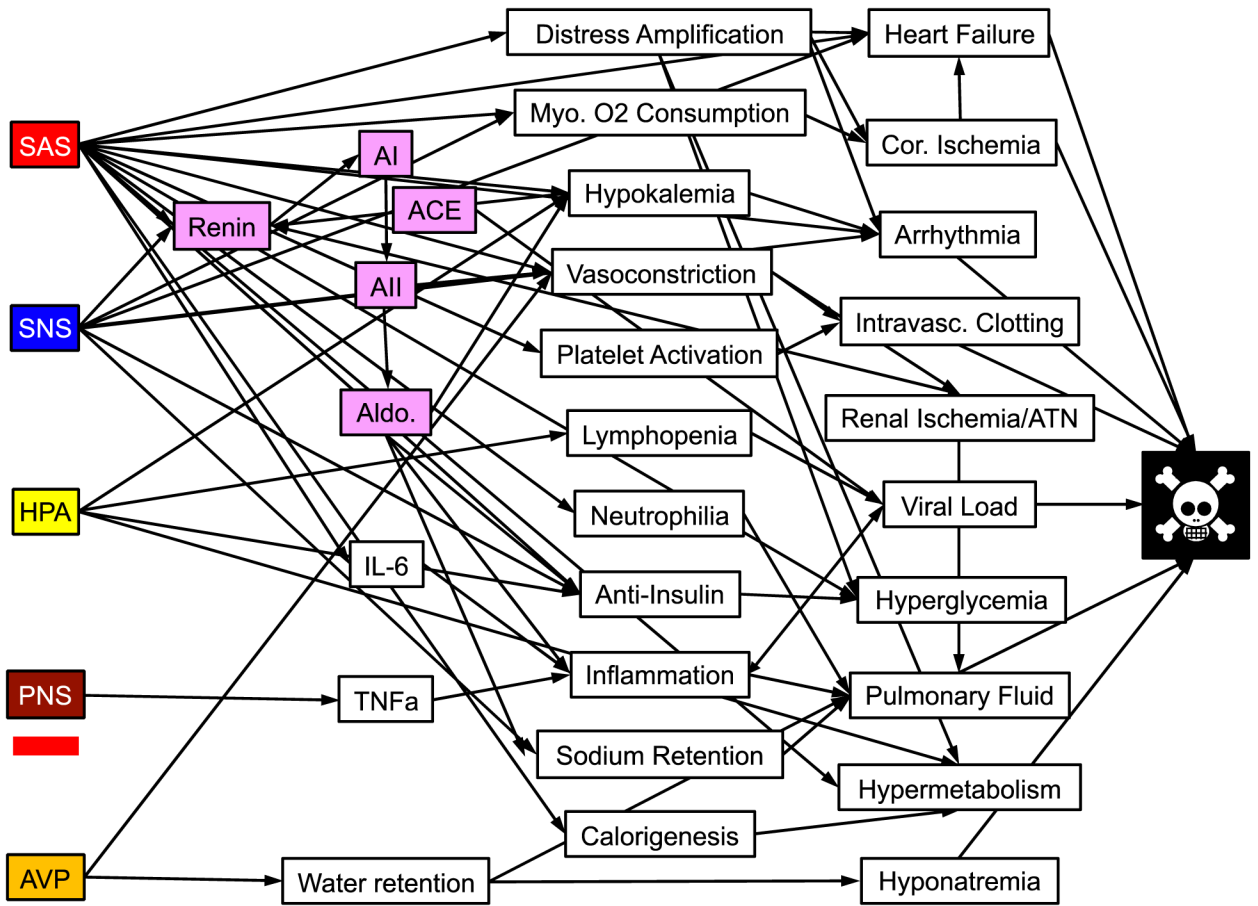 Distress Amplification
Heart Failure
Myo. O2 Consumption
SAS
AI
Cor. Ischemia
Hypokalemia
ACE
Renin
Arrhythmia
Vasoconstriction
AII
SNS
Intravasc. Clotting
Platelet Activation
Aldo.
Renal Ischemia/ATN
Lymphopenia
HPA
Neutrophilia
Viral Load
IL-6
Anti-Insulin
Hyperglycemia
Inflammation
PNS
TNFa
Pulmonary Fluid
Sodium Retention
Hypermetabolism
Calorigenesis
AVP
Water retention
Hyponatremia